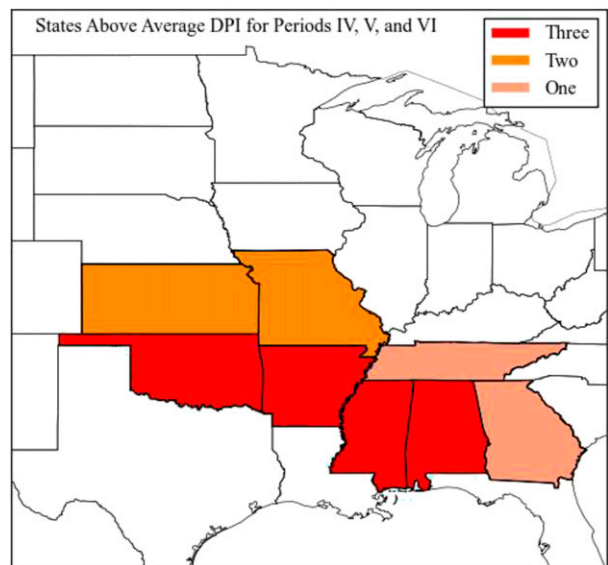 States Above Average DPI for Periods IV, V, and VI
Three
Two
One